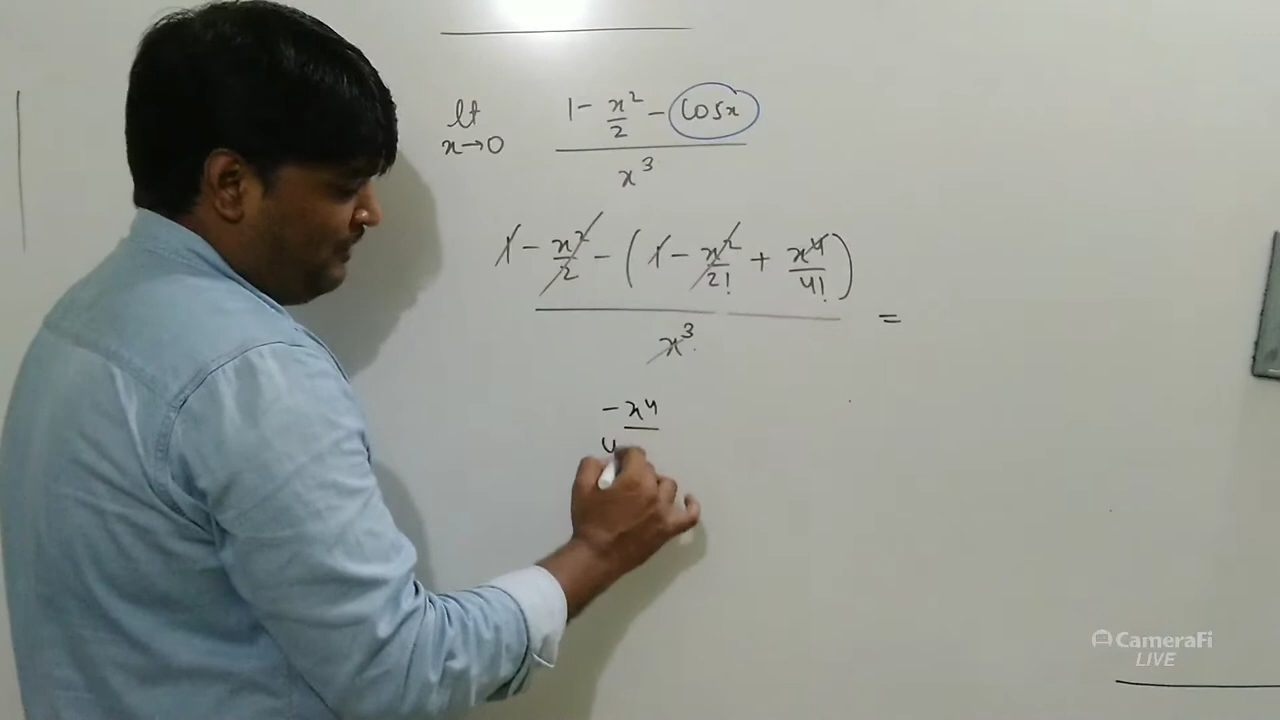 lt x→0 1 - x²/2 - cosx / x³
1 - x²/2 - (1 - x²/2! + x⁴/4!) / x³ =
-x⁴
4
CameraFi
LIVE